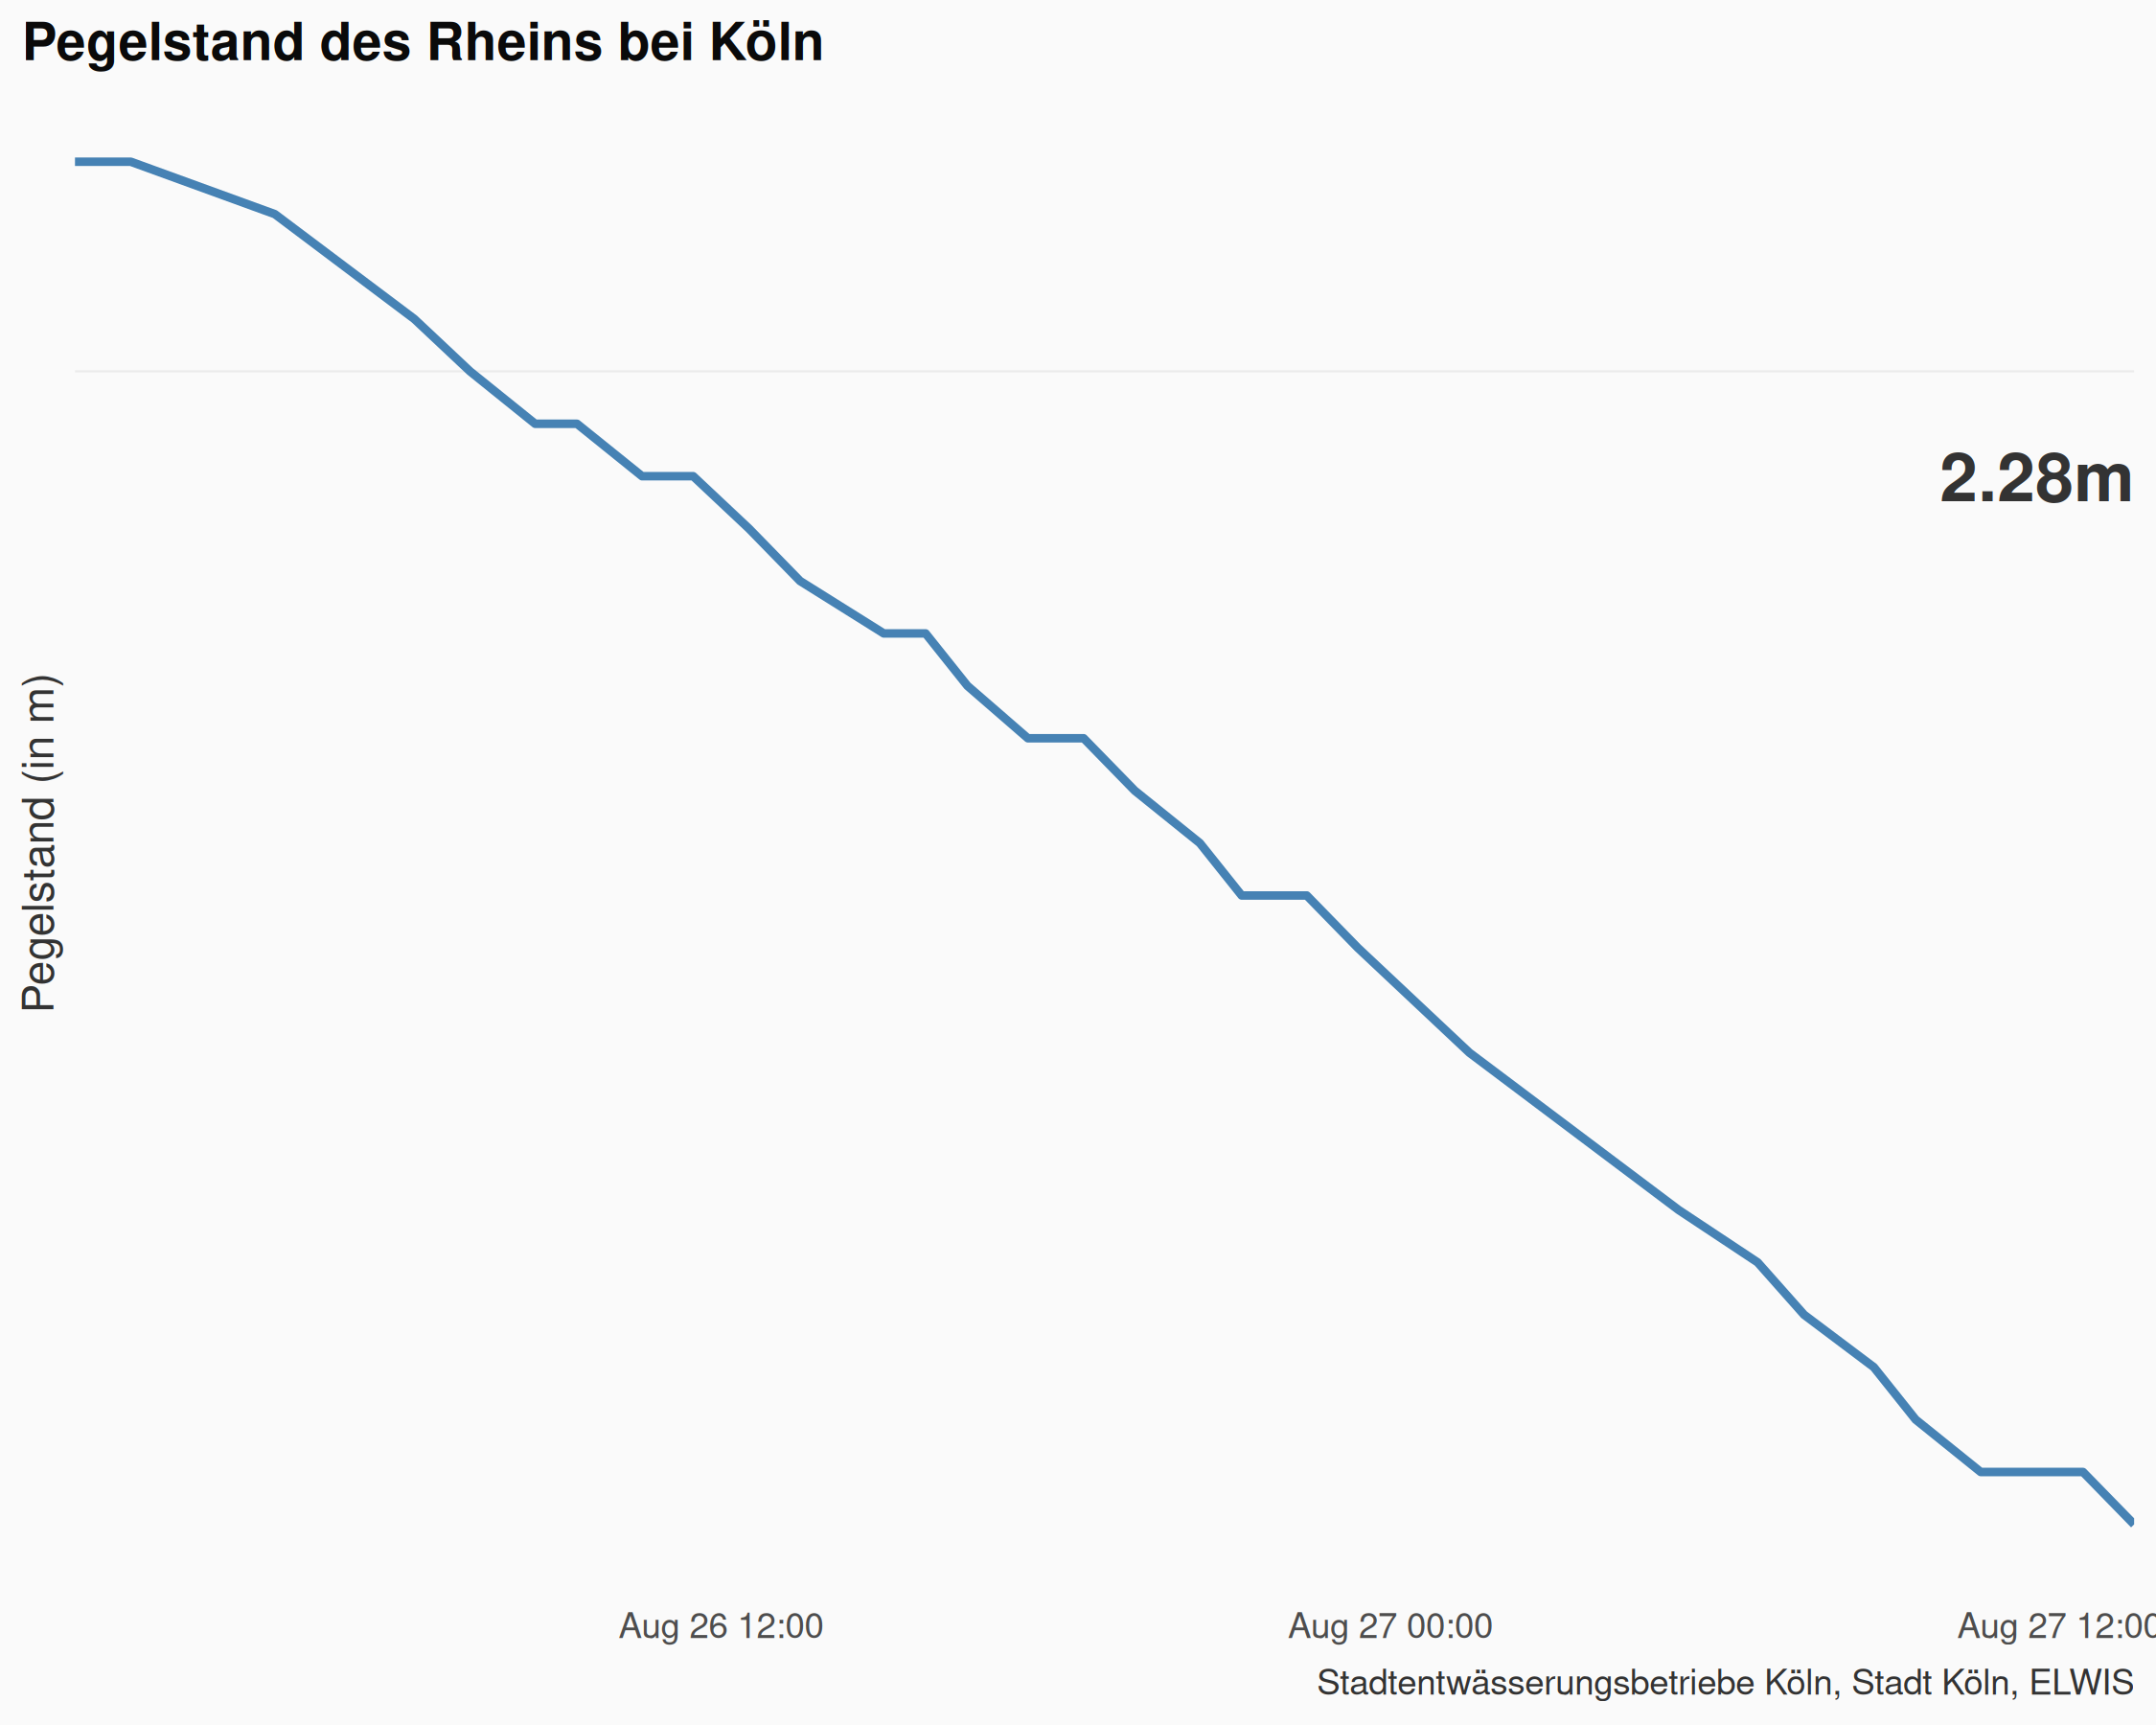 Pegelstand des Rheins bei Köln
2.28m
Pegelstand (in m)
Aug 26 12:00
Aug 27 00:00
Aug 27 12:00
Stadtentwässerungsbetriebe Köln, Stadt Köln, ELWIS